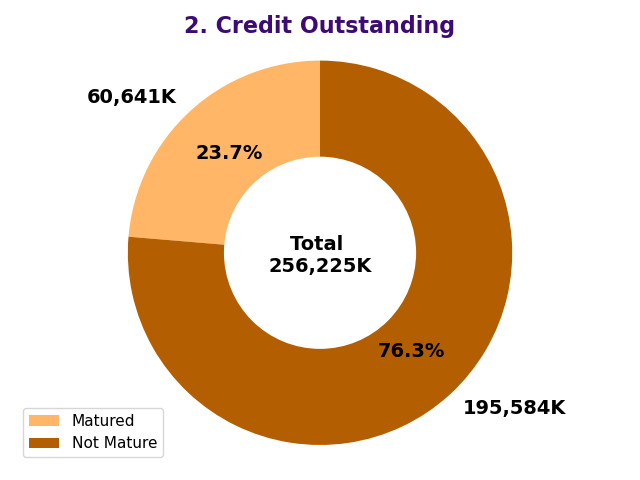 2. Credit Outstanding
60,641K
23.7%
Total
256,225K
76.3%
195,584K
Matured
Not Mature